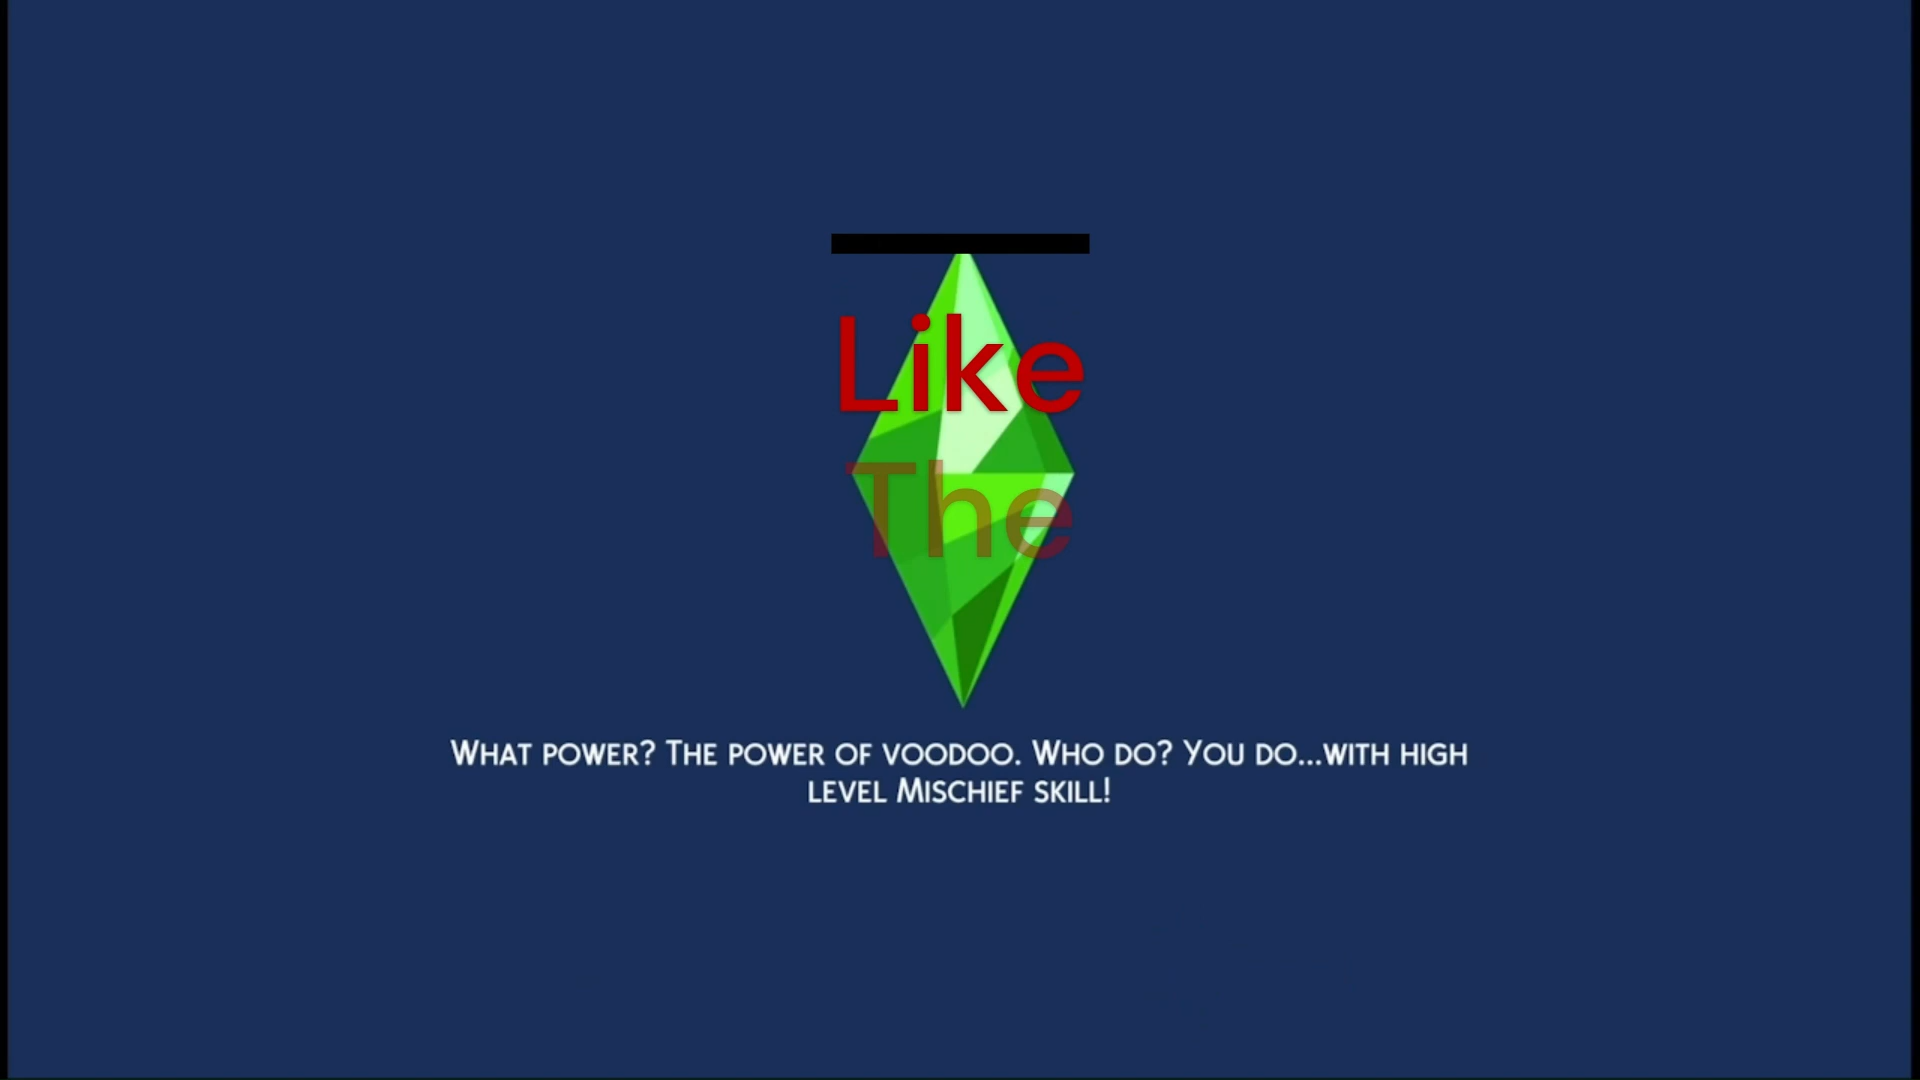 Like
The
What power? The power of voodoo. Who do? You do...with high
level Mischief skill!